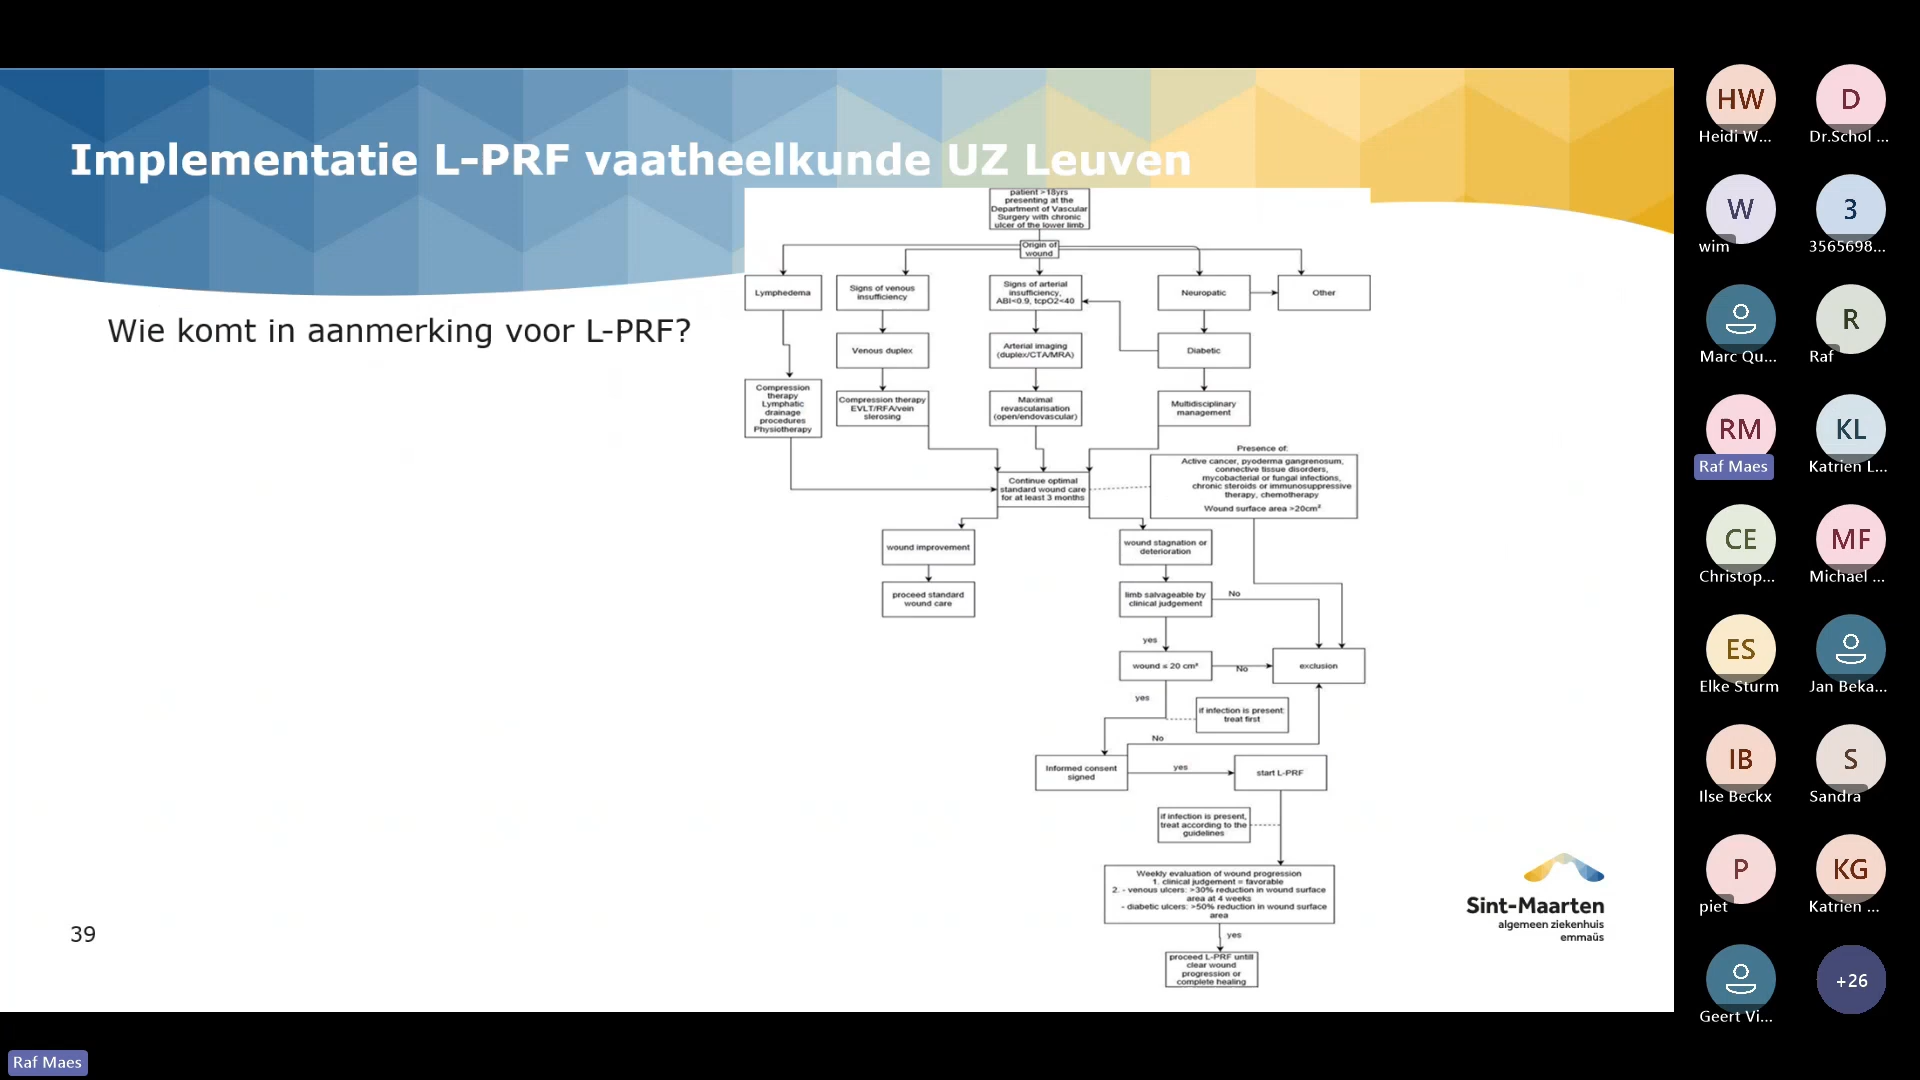 Implementatie L-PRF vaatheelkunde UZ Leuven
Wie komt in aanmerking voor L-PRF?
patient >18yrs
presenting at the
Department of Vascular
Surgery with chronic
ulcer of the lower limb
Origin of
wound
Lymphedema
Signs of venous
insufficiency
Signs of arterial
insufficiency,
ABI<0.9, tcpO2<40
Neuropatic
Other
Venous duplex
Arterial imaging
(duplex/CTA/MRA)
Diabetic
Compression
therapy
Lymphatic
drainage
procedures
Physiotherapy
Compression therapy
EVLT/RFA/vein
slerosing
Maximal
revascularisation
(open/endovascular)
Multidisciplinary
management
Presence of:
Active cancer, pyoderma gangrenosum,
connective tissue disorders,
mycobacterial or fungal infections,
chronic steroids or immunosuppressive
therapy, chemotherapy
Wound surface area >20cm²
Continue optimal
standard wound care
for at least 3 months
wound improvement
wound stagnation or
deterioration
proceed standard
wound care
limb salvageable by
clinical judgement
No
yes
wound ≤ 20 cm²
No
exclusion
yes
if infection is present:
treat first
No
Informed consent
signed
yes
start L-PRF
if infection is present,
treat according to the
guidelines
Weekly evaluation of wound progression
1. clinical judgement = favorable
2. - venous ulcers: >30% reduction in wound surface
area at 4 weeks
- diabetic ulcers: >50% reduction in wound surface
area
yes
proceed L-PRF untill
clear wound
progression or
complete healing
Sint-Maarten
algemeen ziekenhuis
emmaüs
39
HW
Heidi W...
D
Dr.Schol ...
W
wim
3
3565698...
Marc Qu...
R
Raf
RM
Raf Maes
KL
Katrien L...
CE
Christop...
MF
Michael ...
ES
Elke Sturm
Jan Beka...
IB
Ilse Beckx
S
Sandra
P
piet
KG
Katrien ...
Geert Vi...
+26
Raf Maes